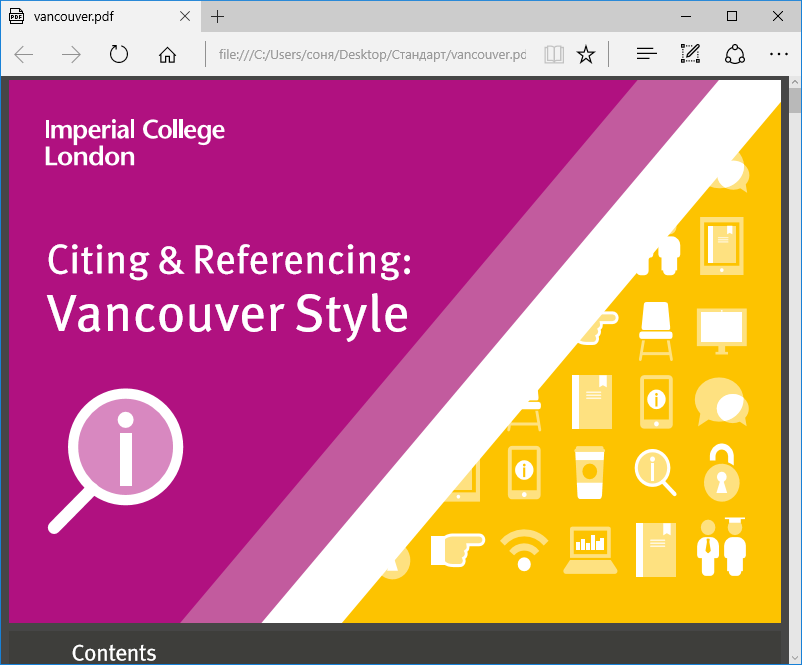 vancouver.pdf
file:///C:/Users/соня/Desktop/Стандарт/vancouver.pd
Imperial College
London
Citing & Referencing:
Vancouver Style
Contents